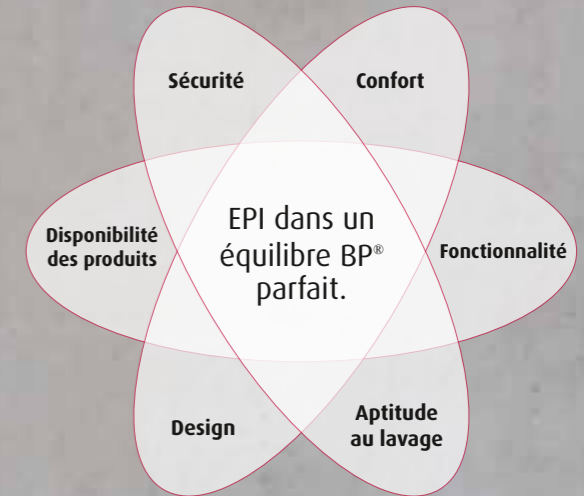 Sécurité
Confort
Disponibilité
des produits
EPI dans un
équilibre BP®
parfait.
Fonctionnalité
Design
Aptitude
au lavage